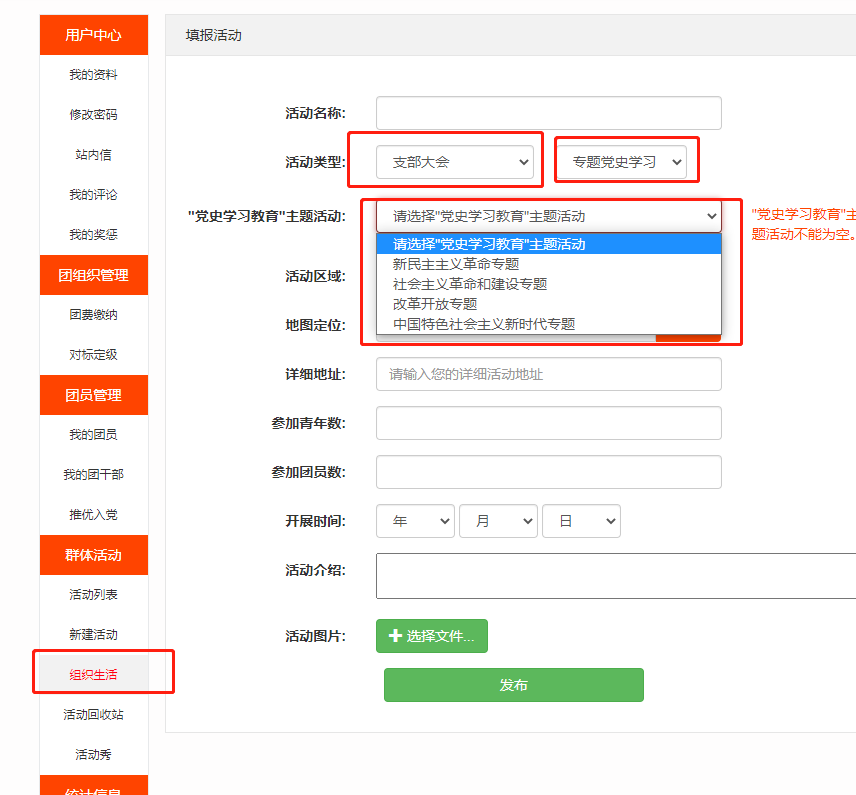 用户中心
我的资料
修改密码
站内信
我的评论
我的奖惩
团组织管理
团费缴纳
对标定级
团员管理
我的团员
我的团干部
推优入党
群体活动
活动列表
新建活动
组织生活
活动回收站
活动秀
统计信息
填报活动
活动名称:
活动类型: 支部大会 专题党史学习
"党史学习教育"主题活动: 请选择"党史学习教育"主题活动
"党史学习教育"主
题活动不能为空。
请选择"党史学习教育"主题活动
新民主主义革命专题
社会主义革命和建设专题
改革开放专题
中国特色社会主义新时代专题
活动区域:
地图定位:
详细地址: 请输入您的详细活动地址
参加青年数:
参加团员数:
开展时间: 年 月 日
活动介绍:
活动图片: 选择文件...
发布